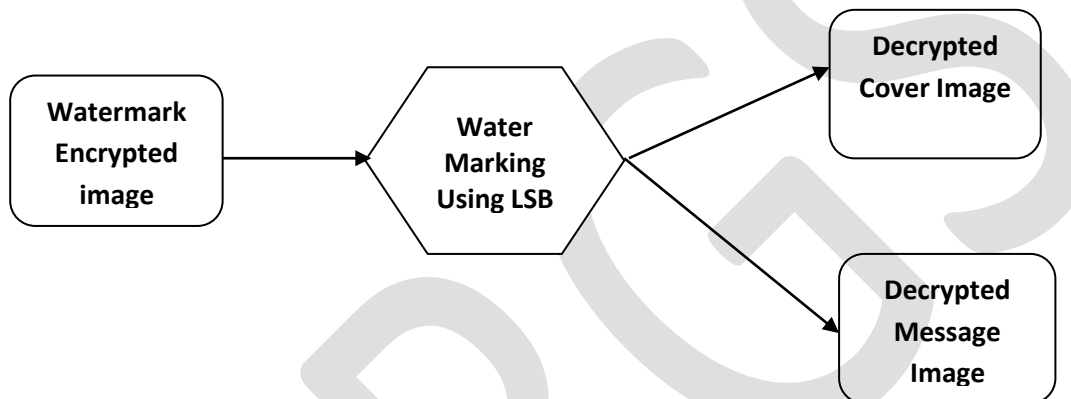 Watermark
Encrypted
image
Water
Marking
Using LSB
Decrypted
Cover Image
Decrypted
Message
Image